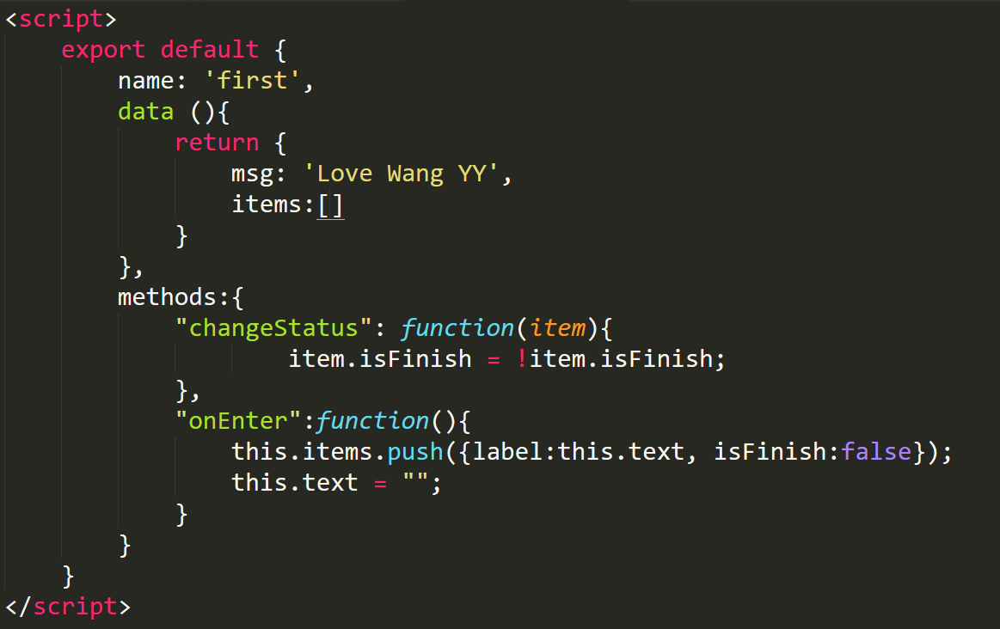 <script>
    export default {
        name: 'first',
        data (){
            return {
                msg: 'Love Wang YY',
                items:[]
            }
        },
        methods:{
            "changeStatus": function(item){
                    item.isFinish = !item.isFinish;
            },
            "onEnter":function(){
                this.items.push({label:this.text, isFinish:false});
                this.text = "";
            }
        }
    }
</script>